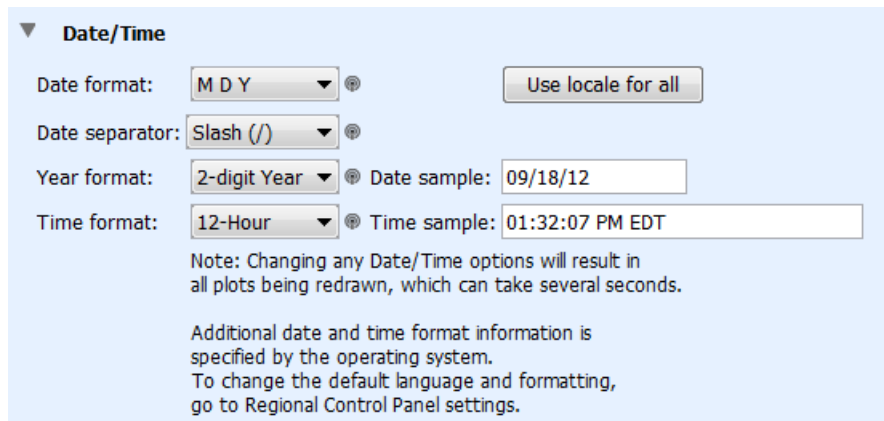 Date/Time
Date format: M D Y Use locale for all
Date separator: Slash (/)
Year format: 2-digit Year Date sample: 09/18/12
Time format: 12-Hour Time sample: 01:32:07 PM EDT
Note: Changing any Date/Time options will result in
all plots being redrawn, which can take several seconds.
Additional date and time format information is
specified by the operating system.
To change the default language and formatting,
go to Regional Control Panel settings.